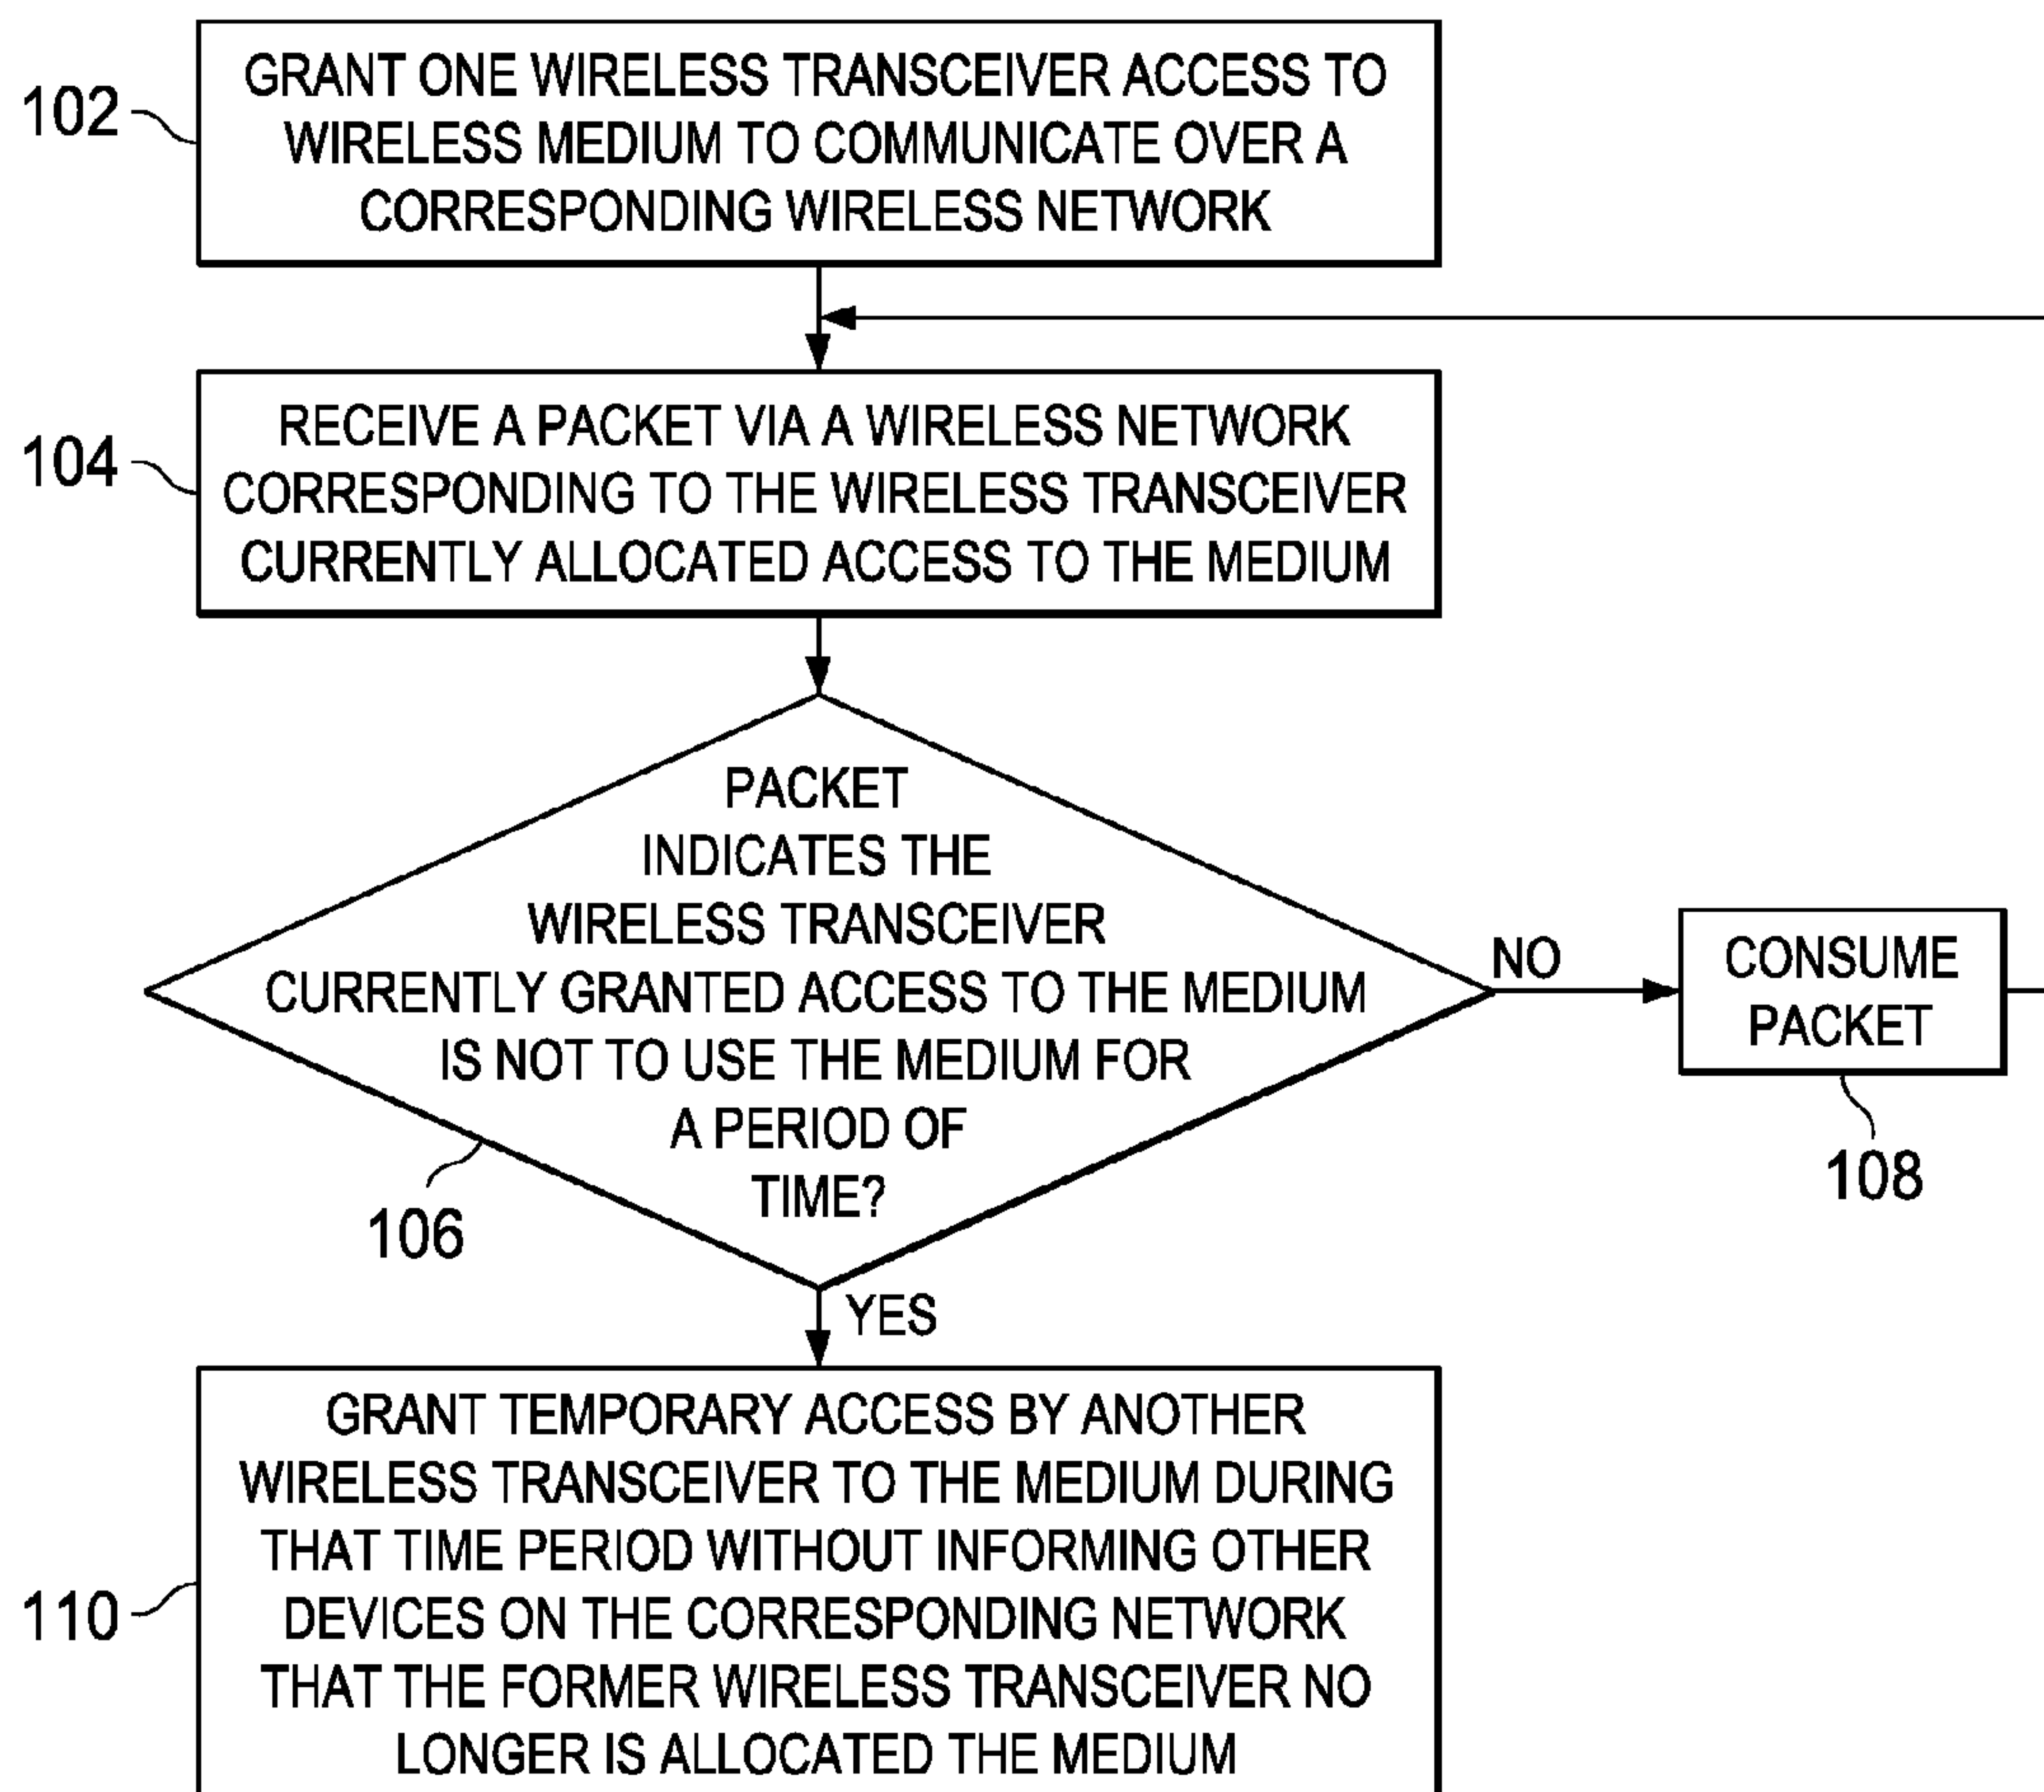 102
GRANT ONE WIRELESS TRANSCEIVER ACCESS TO
WIRELESS MEDIUM TO COMMUNICATE OVER A
CORRESPONDING WIRELESS NETWORK
104
RECEIVE A PACKET VIA A WIRELESS NETWORK
CORRESPONDING TO THE WIRELESS TRANSCEIVER
CURRENTLY ALLOCATED ACCESS TO THE MEDIUM
PACKET
INDICATES THE
WIRELESS TRANSCEIVER
CURRENTLY GRANTED ACCESS TO THE MEDIUM
IS NOT TO USE THE MEDIUM FOR
A PERIOD OF
TIME?
106
NO
CONSUME
PACKET
108
YES
110
GRANT TEMPORARY ACCESS BY ANOTHER
WIRELESS TRANSCEIVER TO THE MEDIUM DURING
THAT TIME PERIOD WITHOUT INFORMING OTHER
DEVICES ON THE CORRESPONDING NETWORK
THAT THE FORMER WIRELESS TRANSCEIVER NO
LONGER IS ALLOCATED THE MEDIUM